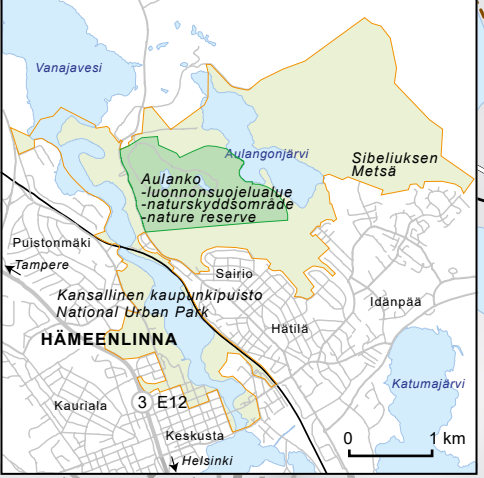 Vanajavesi
Aulangonjärvi
Sibeliuksen
Metsä
Aulanko
-luonnonsuojelualue
-naturskyddsområde
-nature reserve
Puistonmäki
Tampere
Sairio
Kansallinen kaupunkipuisto
National Urban Park
Idänpää
Hätilä
HÄMEENLINNA
Katumajärvi
Kauriala
3 E12
Keskusta
0 1 km
Helsinki